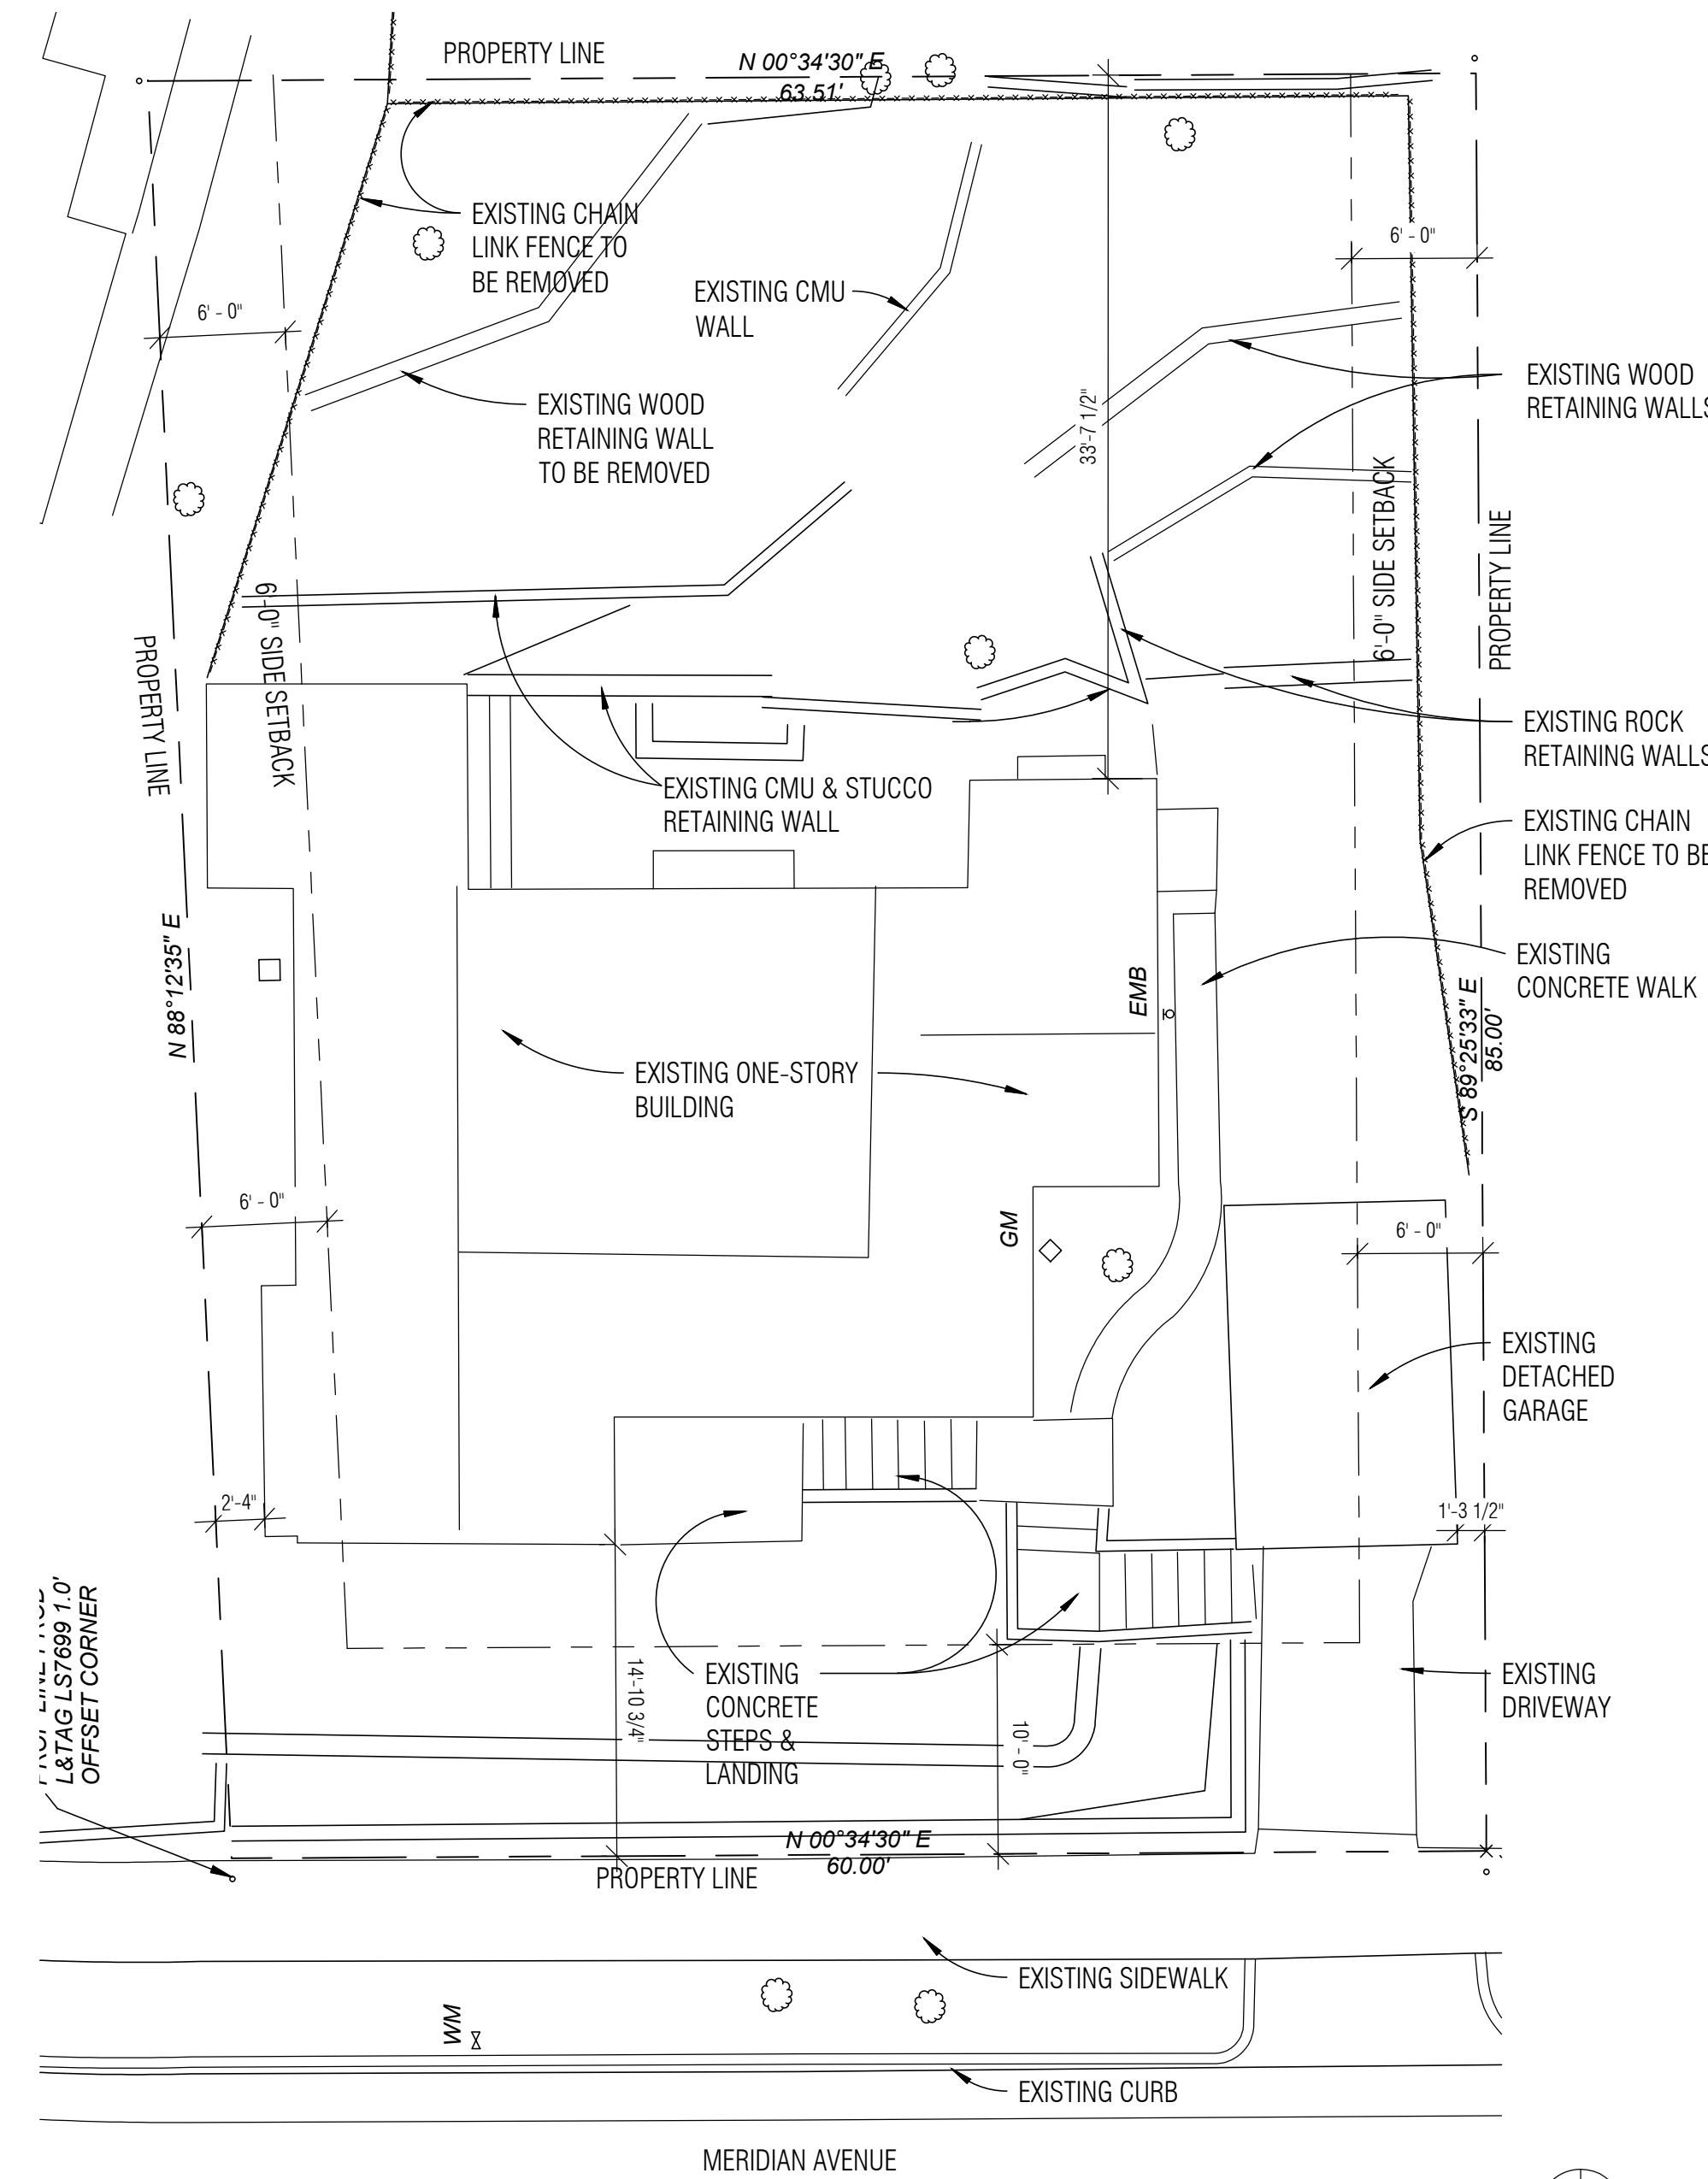 PROPERTY LINE
N 00°34'30" E
63.51'
EXISTING CHAIN
LINK FENCE TO
BE REMOVED
6' - 0"
6' - 0"
EXISTING CMU
WALL
EXISTING WOOD
RETAINING WALL
TO BE REMOVED
33'-7 1/2"
EXISTING WOOD
RETAINING WALLS
6'-0" SIDE SETBACK
PROPERTY LINE
PROPERTY LINE
6'-0" SIDE SETBACK
EXISTING ROCK
RETAINING WALLS
EXISTING CMU & STUCCO
RETAINING WALL
EXISTING CHAIN
LINK FENCE TO BE
REMOVED
N 88°12'35" E
EMB
EXISTING
CONCRETE WALK
S 89°25'33" E
85.00'
EXISTING ONE-STORY
BUILDING
6' - 0"
GM
6' - 0"
EXISTING
DETACHED
GARAGE
2'-4"
1'-3 1/2"
L&TAG LS7699 1.0'
OFFSET CORNER
14'-10 3/4"
EXISTING
CONCRETE
STEPS &
LANDING
10' - 0"
EXISTING
DRIVEWAY
N 00°34'30" E
60.00'
PROPERTY LINE
EXISTING SIDEWALK
WM
EXISTING CURB
MERIDIAN AVENUE